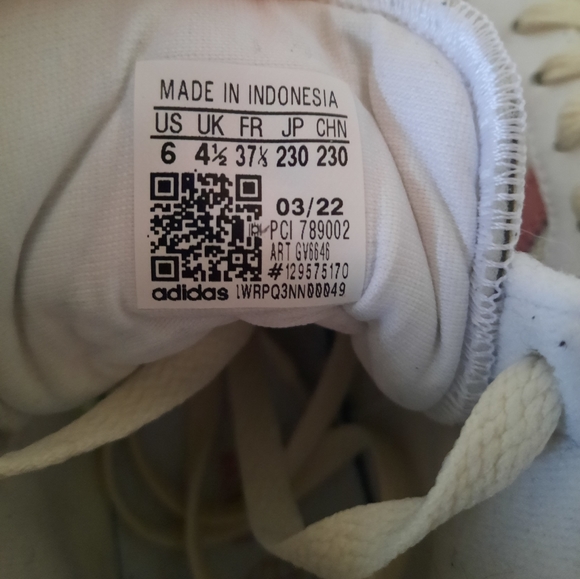 MADE IN INDONESIA
US UK FR JP CHN
6 4½ 37⅓ 230 230
03/22
PCI 789002
ART GV6646
#129575170
adidas 1WRPQ3NN00049